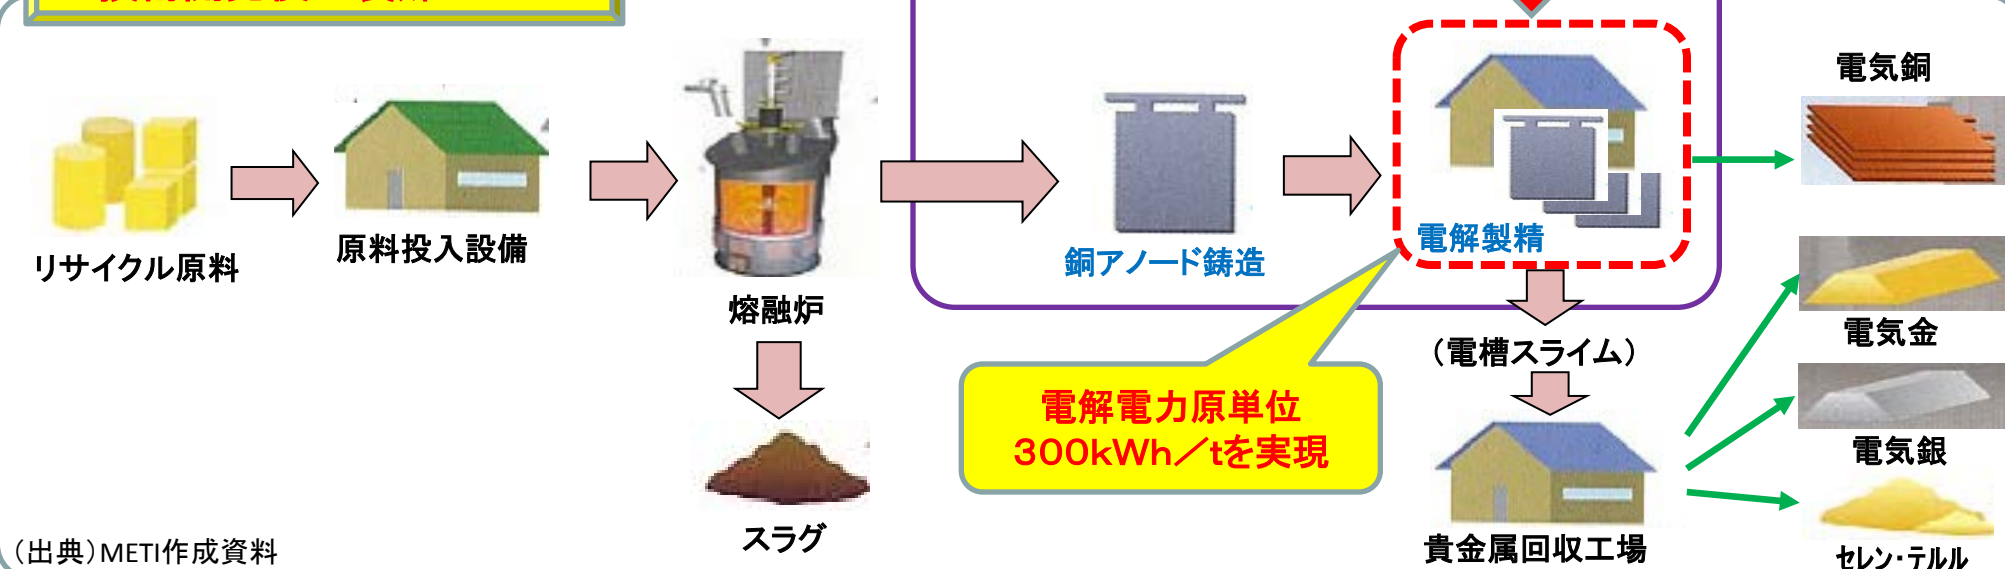 電気銅
リサイクル原料
原料投入設備
熔融炉
銅アノード鋳造
電解製精
電気金
(電槽スライム)
電解電力原単位
300kWh/tを実現
電気銀
スラグ
貴金属回収工場
セレン・テルル
(出典)METI作成資料